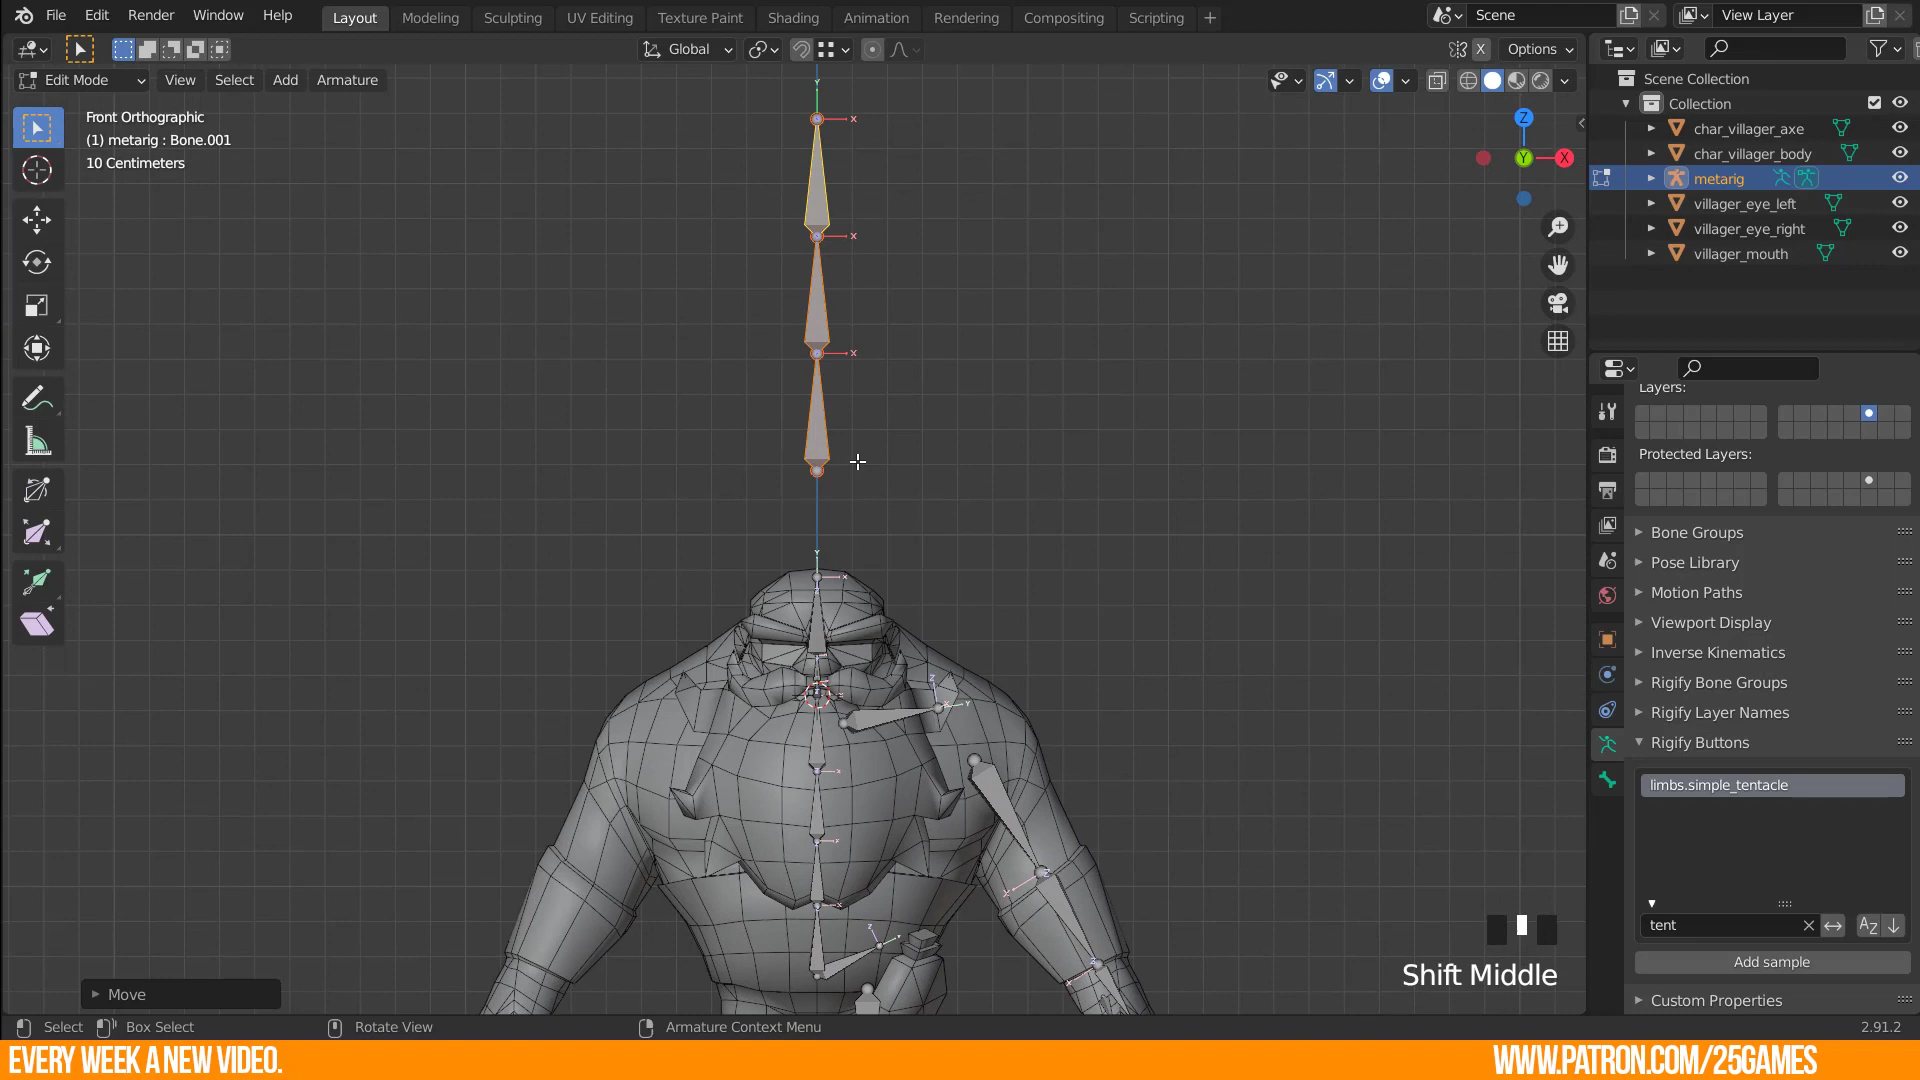 File Edit Render Window Help
Layout Modeling Sculpting UV Editing Texture Paint Shading Animation Rendering Compositing Scripting +
Scene
View Layer
Global
X
Options
Edit Mode View Select Add Armature
Front Orthographic
(1) metarig : Bone.001
10 Centimeters
Scene Collection
Collection
char_villager_axe
char_villager_body
metarig
villager_eye_left
villager_eye_right
villager_mouth
Z
Y
X
Layers:
Protected Layers:
Bone Groups
Pose Library
Motion Paths
Viewport Display
Inverse Kinematics
Rigify Bone Groups
Rigify Layer Names
Rigify Buttons
limbs.simple_tentacle
tent
Add sample
Custom Properties
Shift Middle
Move
Select
Box Select
Rotate View
Armature Context Menu
2.91.2
EVERY WEEK A NEW VIDEO.
WWW.PATRON.COM/25GAMES